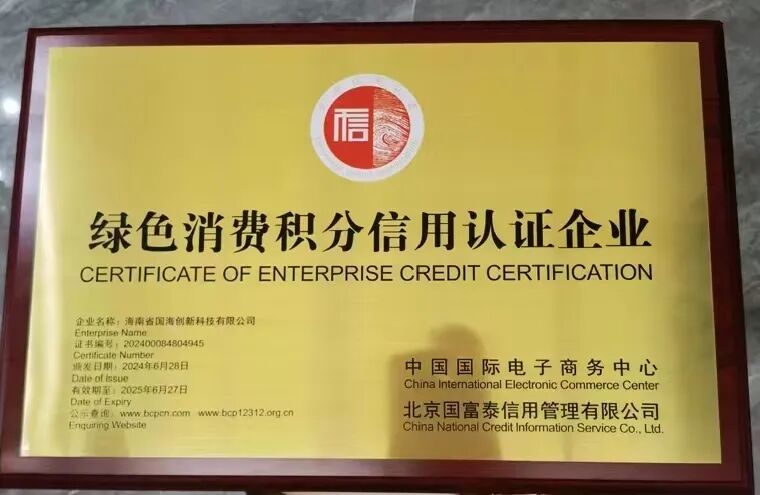 信
绿色消费积分信用认证企业
CERTIFICATE OF ENTERPRISE CREDIT CERTIFICATION
企业名称：海南省国海创新科技有限公司
Enterprise Name
证书编号：202400084804945
Certificate Number
颁发日期：2024年6月28日
Date of Issue
有效期至：2025年6月27日
Date of Expiry
公示查询：www.bcpcn.com www.bcp12312.org.cn
Enquiring Website
中国国际电子商务中心
China International Electronic Commerce Center
北京国富泰信用管理有限公司
China National Credit Information Service Co., Ltd.